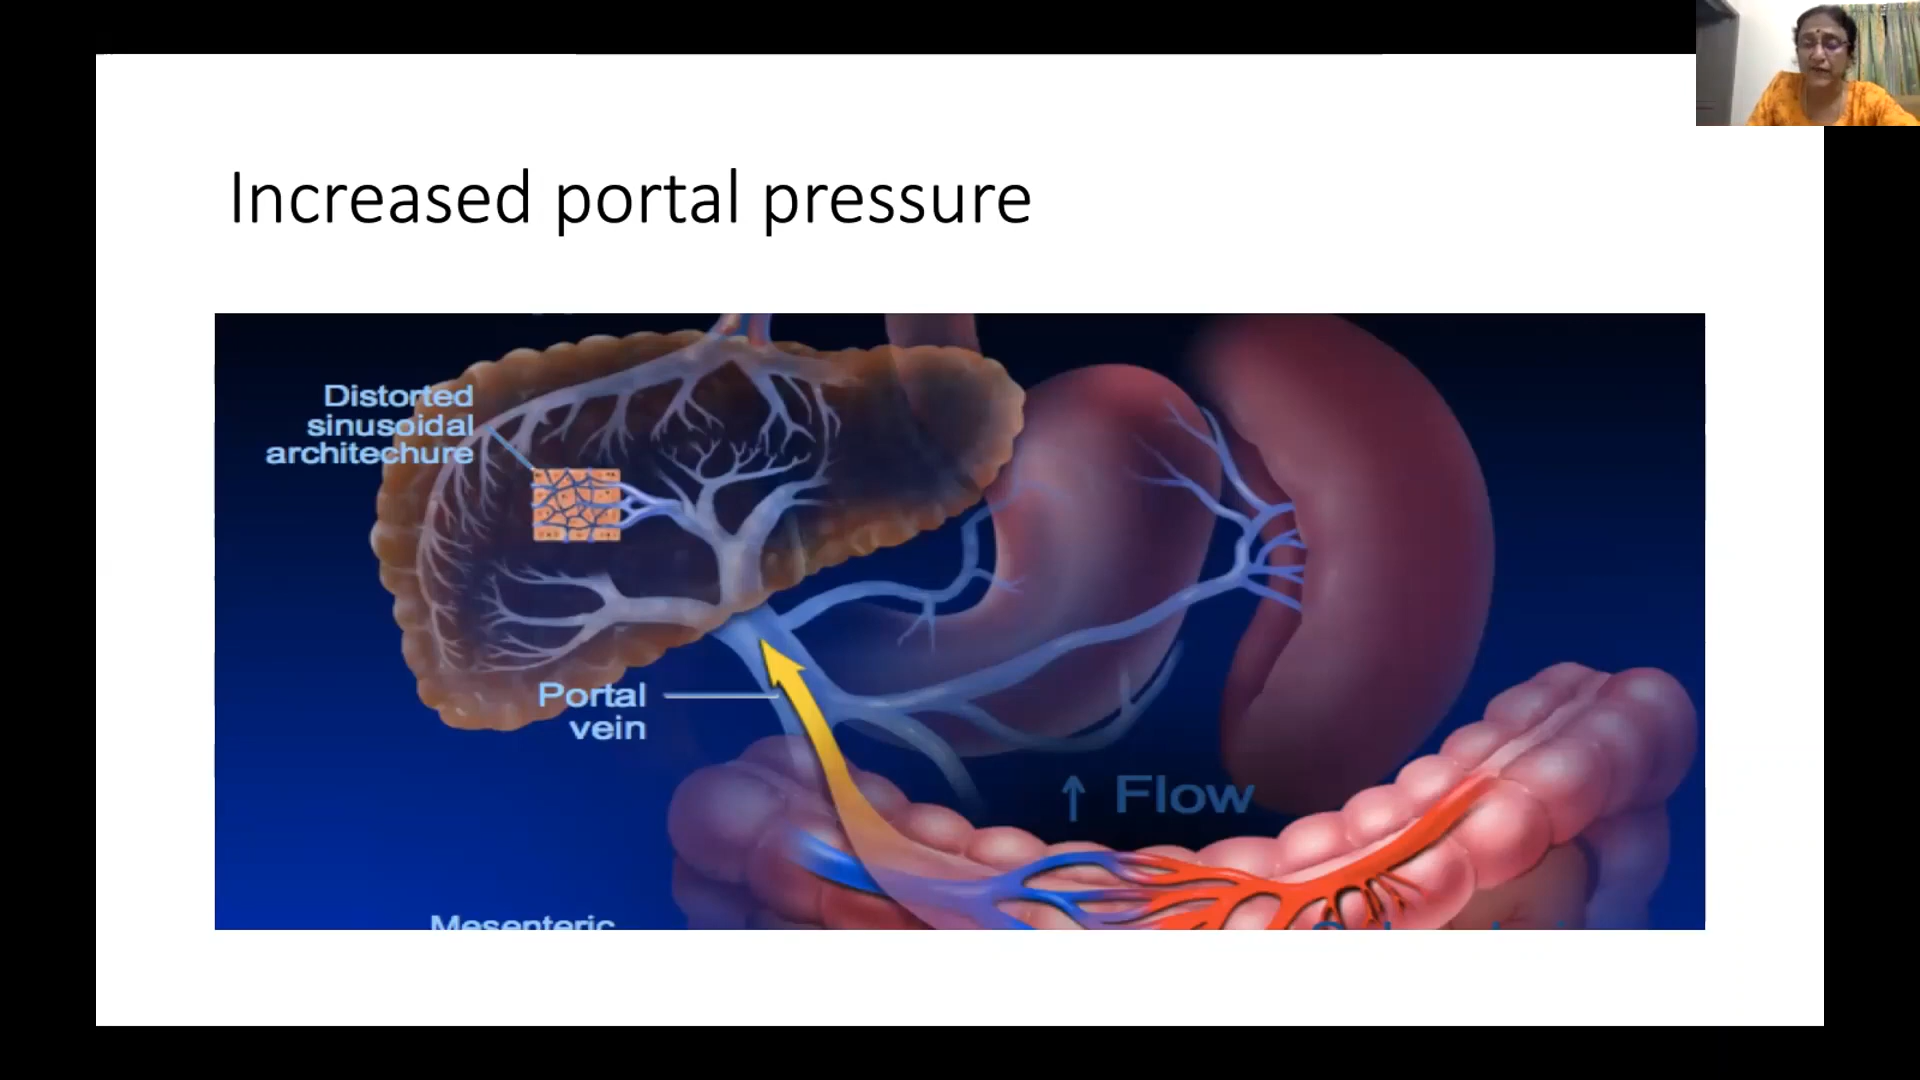 Increased portal pressure
Distorted
sinusoidal
architechure
Portal
vein
↑ Flow
Mesenteric